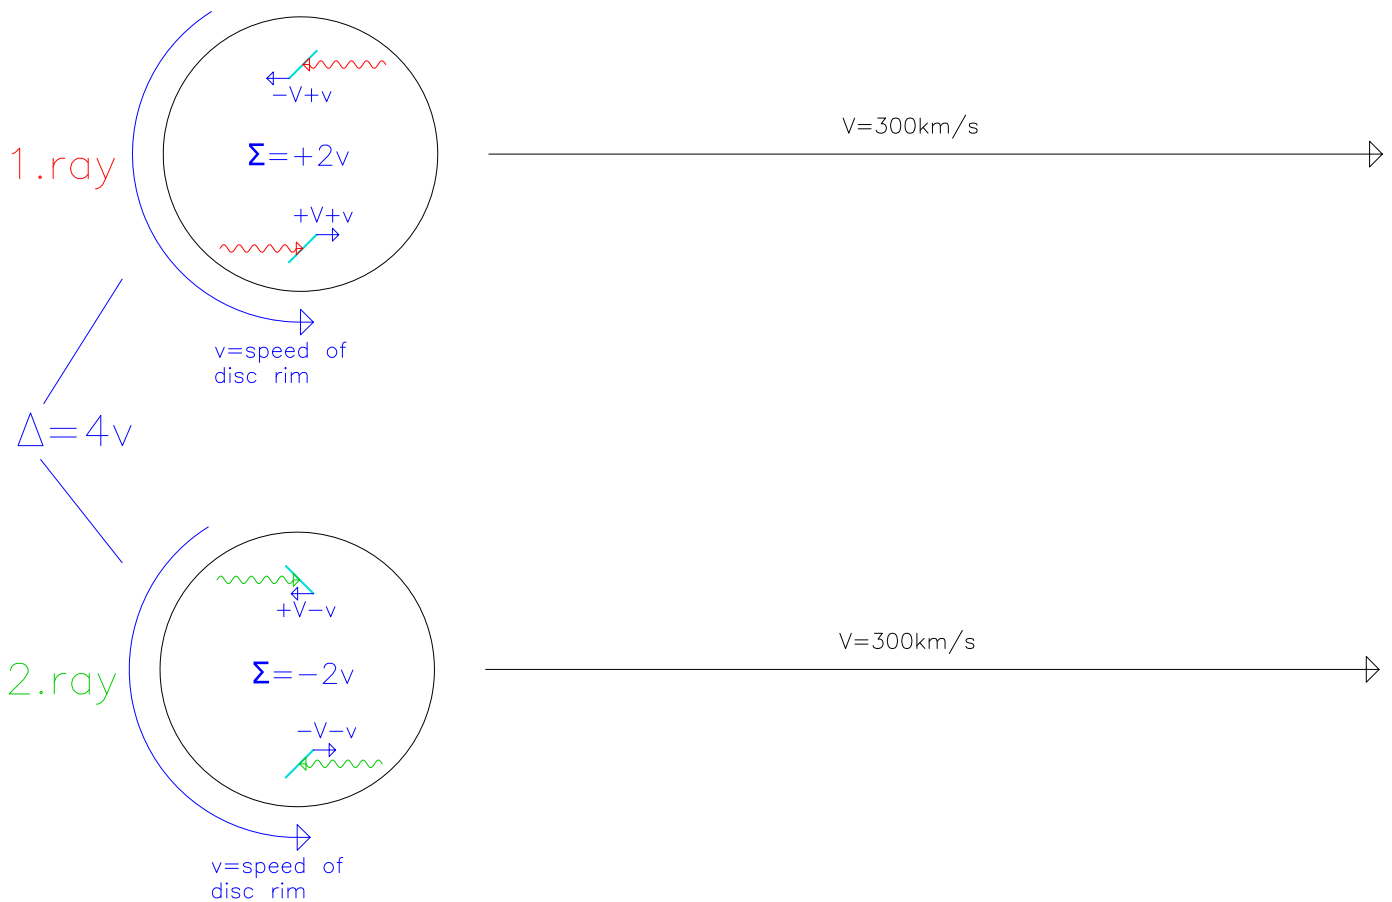 -V+v
V=300km/s
1.ray
Σ=+2v
+V+v
v=speed of
disc rim
Δ=4v
+V-v
V=300km/s
2.ray
Σ=-2v
-V-v
v=speed of
disc rim